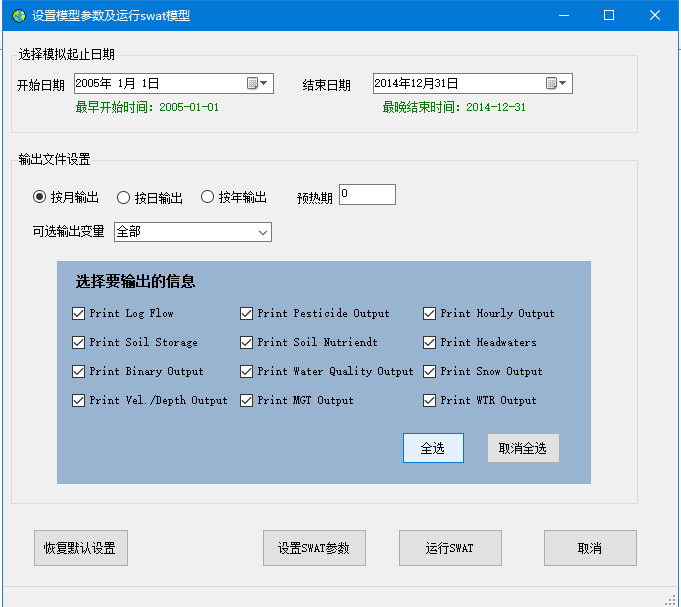 设置模型参数及运行swat模型
选择模拟起止日期
开始日期 2005年 1月 1日 结束日期 2014年12月31日
最早开始时间：2005-01-01 最晚结束时间：2014-12-31
输出文件设置
按月输出 按日输出 按年输出 预热期 0
可选输出变量 全部
选择要输出的信息
Print Log Flow Print Pesticide Output Print Hourly Output
Print Soil Storage Print Soil Nutriendt Print Headwaters
Print Binary Output Print Water Quality Output Print Snow Output
Print Vel./Depth Output Print MGT Output Print WTR Output
全选 取消全选
恢复默认设置 设置SWAT参数 运行SWAT 取消